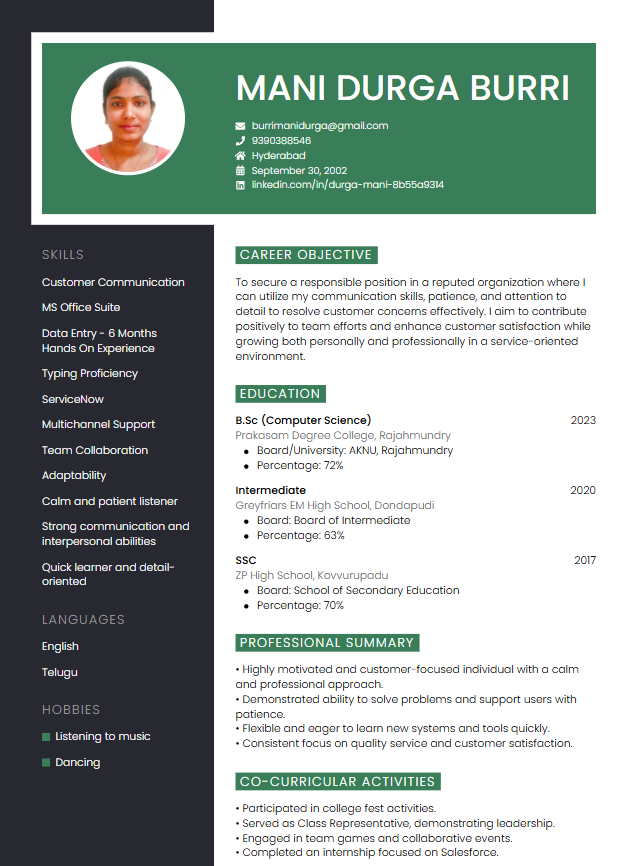 MANI DURGA BURRI
burrimanidurga@gmail.com
9390388546
Hyderabad
September 30, 2002
linkedin.com/in/durga-mani-8b55a9314
SKILLS
Customer Communication
MS Office Suite
Data Entry - 6 Months
Hands On Experience
Typing Proficiency
ServiceNow
Multichannel Support
Team Collaboration
Adaptability
Calm and patient listener
Strong communication and
interpersonal abilities
Quick learner and detail-
oriented
LANGUAGES
English
Telugu
HOBBIES
Listening to music
Dancing
CAREER OBJECTIVE
To secure a responsible position in a reputed organization where I
can utilize my communication skills, patience, and attention to
detail to resolve customer concerns effectively. I aim to contribute
positively to team efforts and enhance customer satisfaction while
growing both personally and professionally in a service-oriented
environment.
EDUCATION
B.Sc (Computer Science) 2023
Prakasam Degree College, Rajahmundry
• Board/University: AKNU, Rajahmundry
• Percentage: 72%
Intermediate 2020
Greyfriars EM High School, Dondapudi
• Board: Board of Intermediate
• Percentage: 63%
SSC 2017
ZP High School, Kovvurupadu
• Board: School of Secondary Education
• Percentage: 70%
PROFESSIONAL SUMMARY
• Highly motivated and customer-focused individual with a calm
and professional approach.
• Demonstrated ability to solve problems and support users with
patience.
• Flexible and eager to learn new systems and tools quickly.
• Consistent focus on quality service and customer satisfaction.
CO-CURRICULAR ACTIVITIES
• Participated in college fest activities.
• Served as Class Representative, demonstrating leadership.
• Engaged in team games and collaborative events.
• Completed an internship focused on Salesforce.